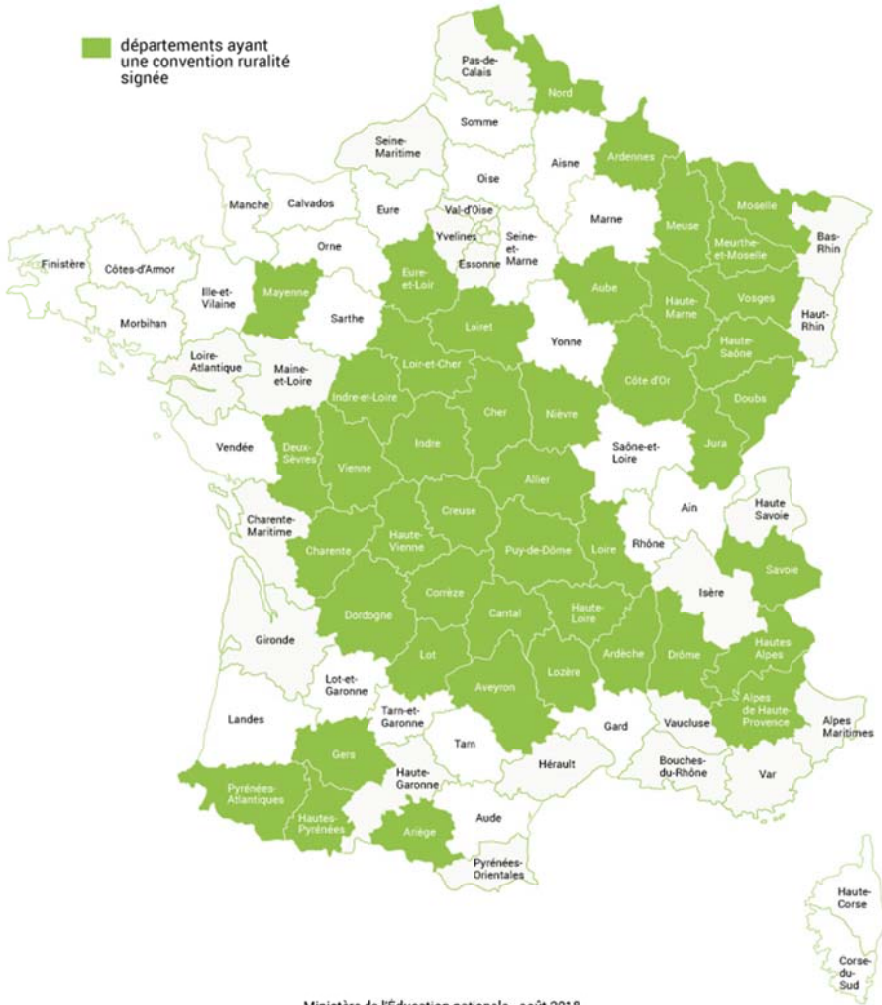 départements ayant
une convention ruralité
signée
Pas-de-
Calais
Nord
Somme
Seine-
Maritime
Ardennes
Aisne
Oise
Manche
Calvados
Eure
Val-d'Oise
Moselle
Marne
Meuse
Yvelines
Seine-
et-
Marne
Bas-
Rhin
Orne
Meurthe-
et-Moselle
Essonne
Finistère
Côtes-d'Amor
Eure-
et-Loir
Ille-et-
Vilaine
Mayenne
Aube
Haute-
Marne
Vosges
Sarthe
Haut-
Rhin
Morbihan
Lairet
Yonne
Haute-
Saône
Loire-
Atlantique
Maine-
et-Loire
Loir-et-Cher
Côte d'Or
Doubs
Indre-et-Loire
Cher
Nièvre
Vendée
Deux-
Sèvres
Indre
Saône-et-
Loire
Jura
Vienne
Allier
Ain
Haute
Savoie
Creuse
Charente-
Maritime
Haute-
Vienne
Rhône
Charente
Puy-de-Dôme
Loire
Savoie
Isère
Corrèze
Dordogne
Cantal
Haute-
Loire
Gironde
Hautes
Alpes
Lot
Ardèche
Drôme
Lozère
Lot-et-
Garonne
Aveyron
Alpes
de Haute-
Provence
Landes
Tarn-et-
Garonne
Gard
Vaucluse
Alpes
Maritimes
Tarn
Gers
Hérault
Bouches-
du-Rhône
Var
Haute-
Garonne
Pyrénées-
Atlantiques
Hautes-
Pyrénées
Ariège
Aude
Pyrénées-
Orientales
Haute-
Corse
Corse-
du-
Sud
Ministère de l'Éducation nationale - août 2018